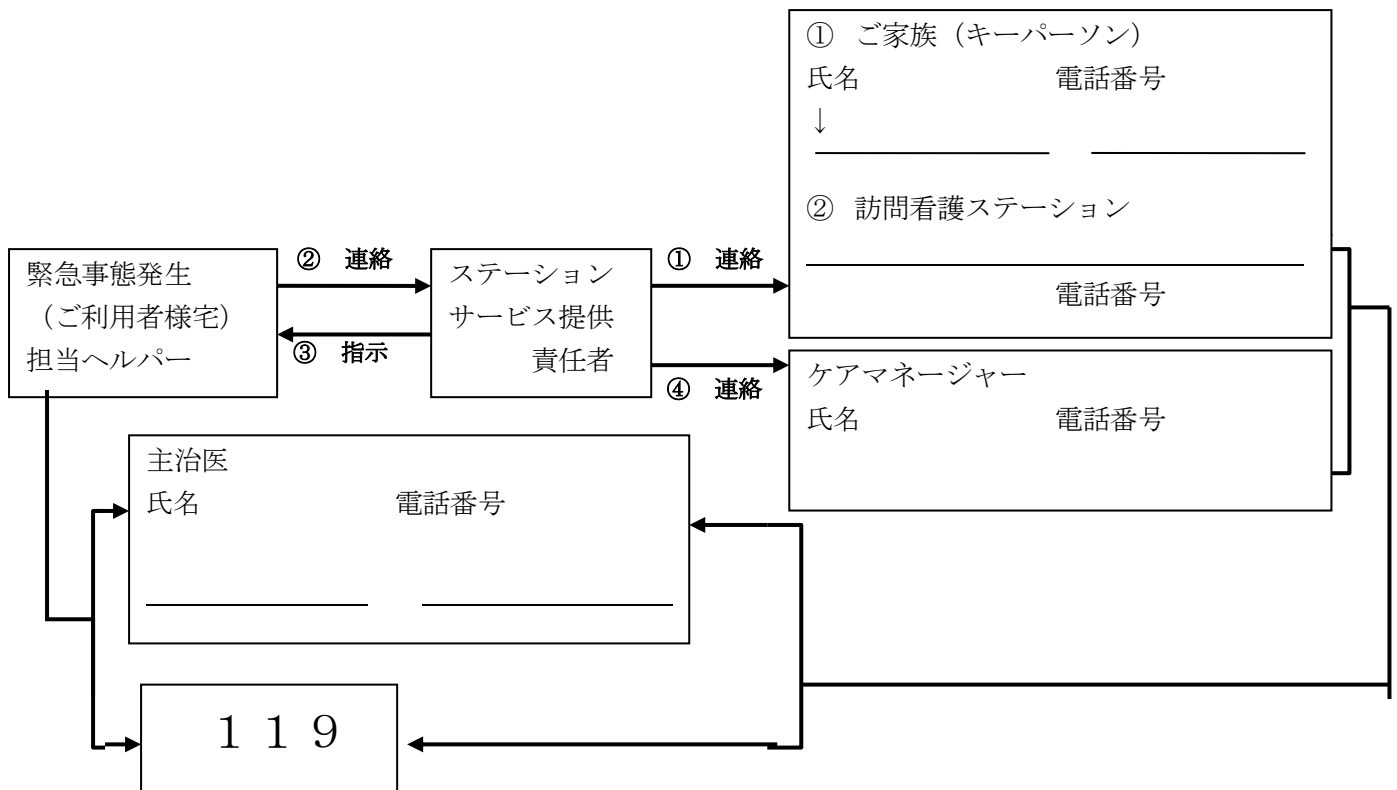 ① ご家族（キーパーソン）
氏名 電話番号
↓
② 訪問看護ステーション
電話番号
緊急事態発生
（ご利用者様宅）
担当ヘルパー
② 連絡
③ 指示
ステーション
サービス提供
責任者
① 連絡
④ 連絡
ケアマネージャー
氏名 電話番号
主治医
氏名 電話番号
１１９